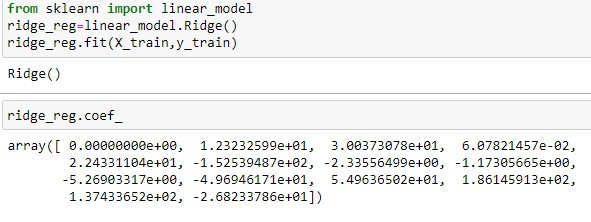 from sklearn import linear_model
ridge_reg=linear_model.Ridge()
ridge_reg.fit(X_train,y_train)
Ridge()
ridge_reg.coef_
array([ 0.00000000e+00,  1.23232599e+01,  3.00373078e+01,  6.07821457e-02,
        2.24331104e+01, -1.52539487e+02, -2.33556499e+00, -1.17305665e+00,
       -5.26903317e+00, -4.96946171e+01,  5.49636502e+01,  1.86145913e+02,
        1.37433652e+02, -2.68233786e+01])